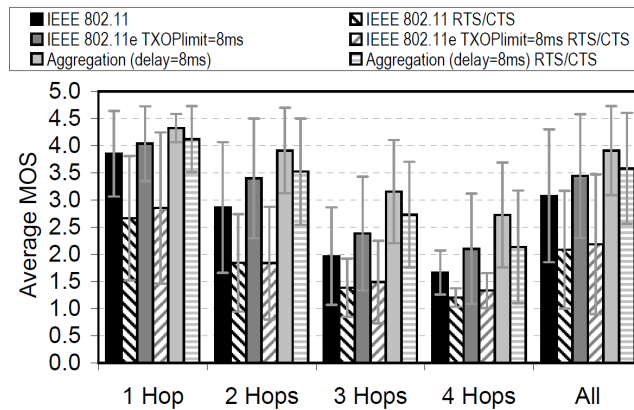 IEEE 802.11
IEEE 802.11 RTS/CTS
IEEE 802.11e TXOPlimit=8ms
IEEE 802.11e TXOPlimit=8ms RTS/CTS
Aggregation (delay=8ms)
Aggregation (delay=8ms) RTS/CTS
Average MOS
5.0
4.5
4.0
3.5
3.0
2.5
2.0
1.5
1.0
0.5
0.0
1 Hop
2 Hops
3 Hops
4 Hops
All